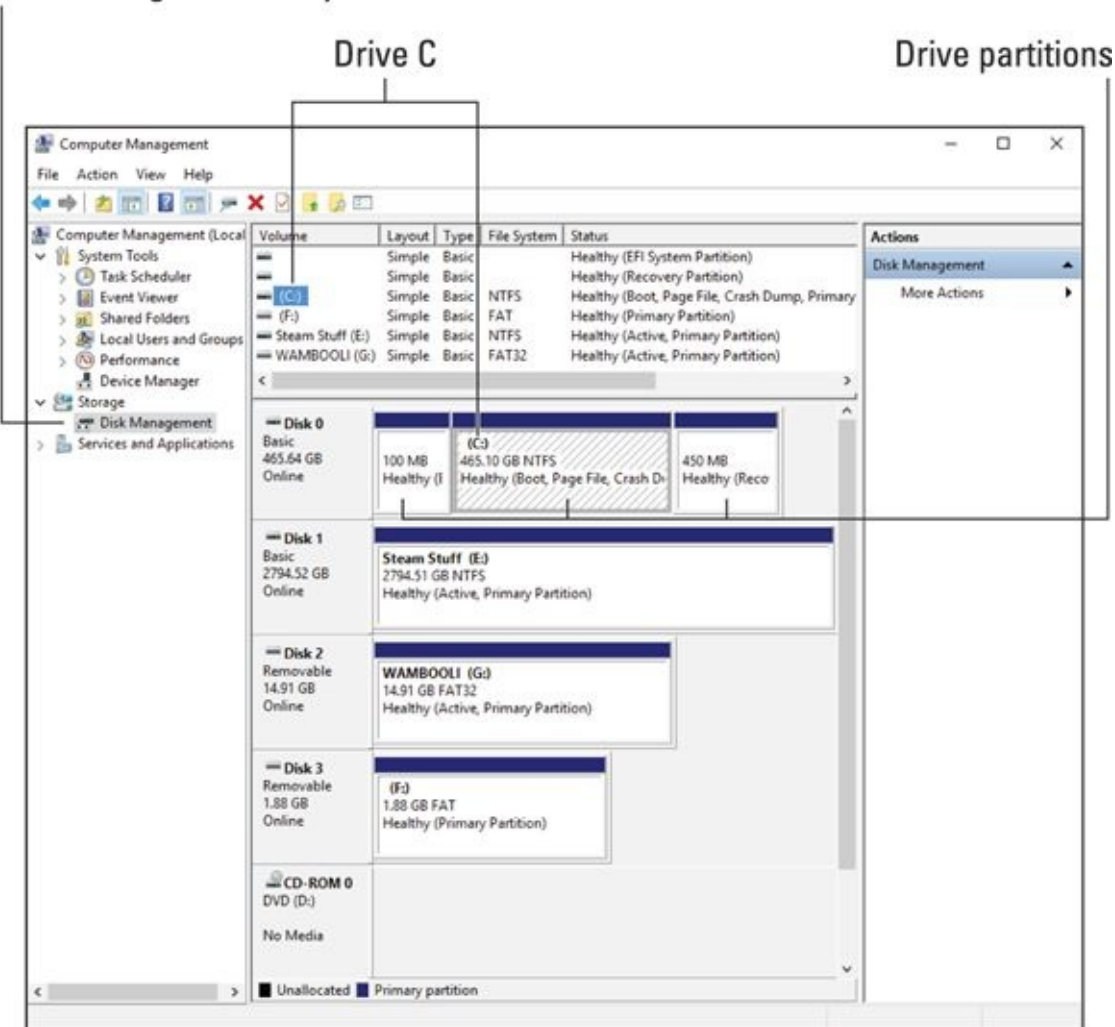 Drive C
Drive partitions
Computer Management
File Action View Help
Computer Management (Local
System Tools
Task Scheduler
Event Viewer
Shared Folders
Local Users and Groups
Performance
Device Manager
Storage
Disk Management
Services and Applications
Volume Layout Type File System Status
Simple Basic Healthy (EFI System Partition)
Simple Basic Healthy (Recovery Partition)
(C:) Simple Basic NTFS Healthy (Boot, Page File, Crash Dump, Primary
(F:) Simple Basic FAT Healthy (Primary Partition)
Steam Stuff (E:) Simple Basic NTFS Healthy (Active, Primary Partition)
WAMBOOLI (G:) Simple Basic FAT32 Healthy (Active, Primary Partition)
Actions
Disk Management
More Actions
Disk 0
Basic
465.64 GB
Online
100 MB
Healthy (E
(C:)
465.10 GB NTFS
Healthy (Boot, Page File, Crash D
450 MB
Healthy (Reco
Disk 1
Basic
2794.52 GB
Online
Steam Stuff (E:)
2794.51 GB NTFS
Healthy (Active, Primary Partition)
Disk 2
Removable
14.91 GB
Online
WAMBOOLI (G:)
14.91 GB FAT32
Healthy (Active, Primary Partition)
Disk 3
Removable
1.88 GB
Online
(F:)
1.88 GB FAT
Healthy (Primary Partition)
CD-ROM 0
DVD (D:)
No Media
Unallocated Primary partition